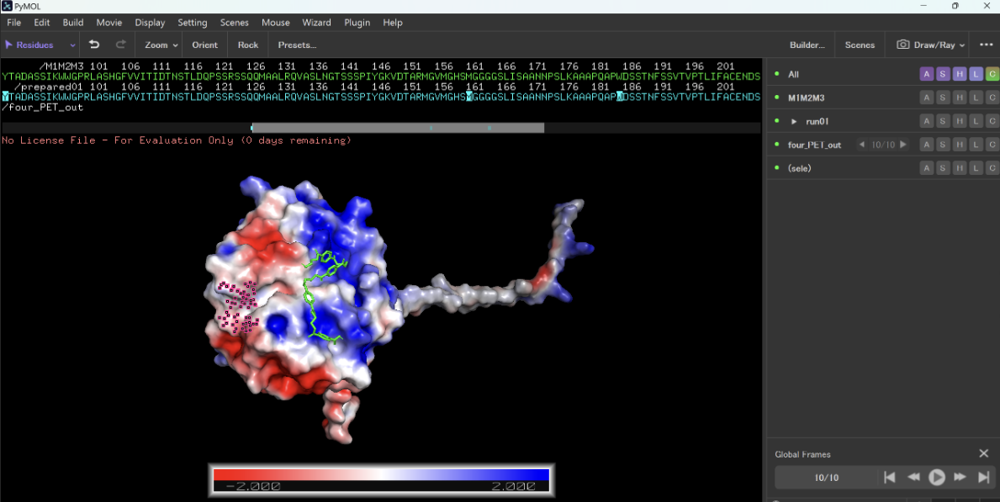 PyMOL
File Edit Build Movie Display Setting Scenes Mouse Wizard Plugin Help
Residues Zoom Orient Rock Presets... Builder... Scenes Draw/Ray
/M1M2M3 101 106 111 116 121 126 131 136 141 146 151 156 161 166 171 176 181 186 191 196 201
YTADASSIKWWGPRLASHGFVVITIDTNSTLDQPSSRSSQQMAALRQVASLNGTSSSPIYGKVDTARMGVMGHSMGGGGSLISAANNPSLKAAAPQAPWDSSTNFSSVTVPTLIFACENDS
/prepared01 101 106 111 116 121 126 131 136 141 146 151 156 161 166 171 176 181 186 191 196 201
YTADASSIKWWGPRLASHGFVVITIDTNSTLDQPSSRSSQQMAALRQVASLNGTSSSPIYGKVDTARMGVMGHSMGGGGSLISAANNPSLKAAAPQAPWDSSTNFSSVTVPTLIFACENDS
/four_PET_out
No License File - For Evaluation Only (0 days remaining)
All A S H L C
M1M2M3 A S H L C
run01 A S H L C
four_PET_out 10/10 A S H L C
(sele) A S H L C
-2.000 2.000
Global Frames
10/10